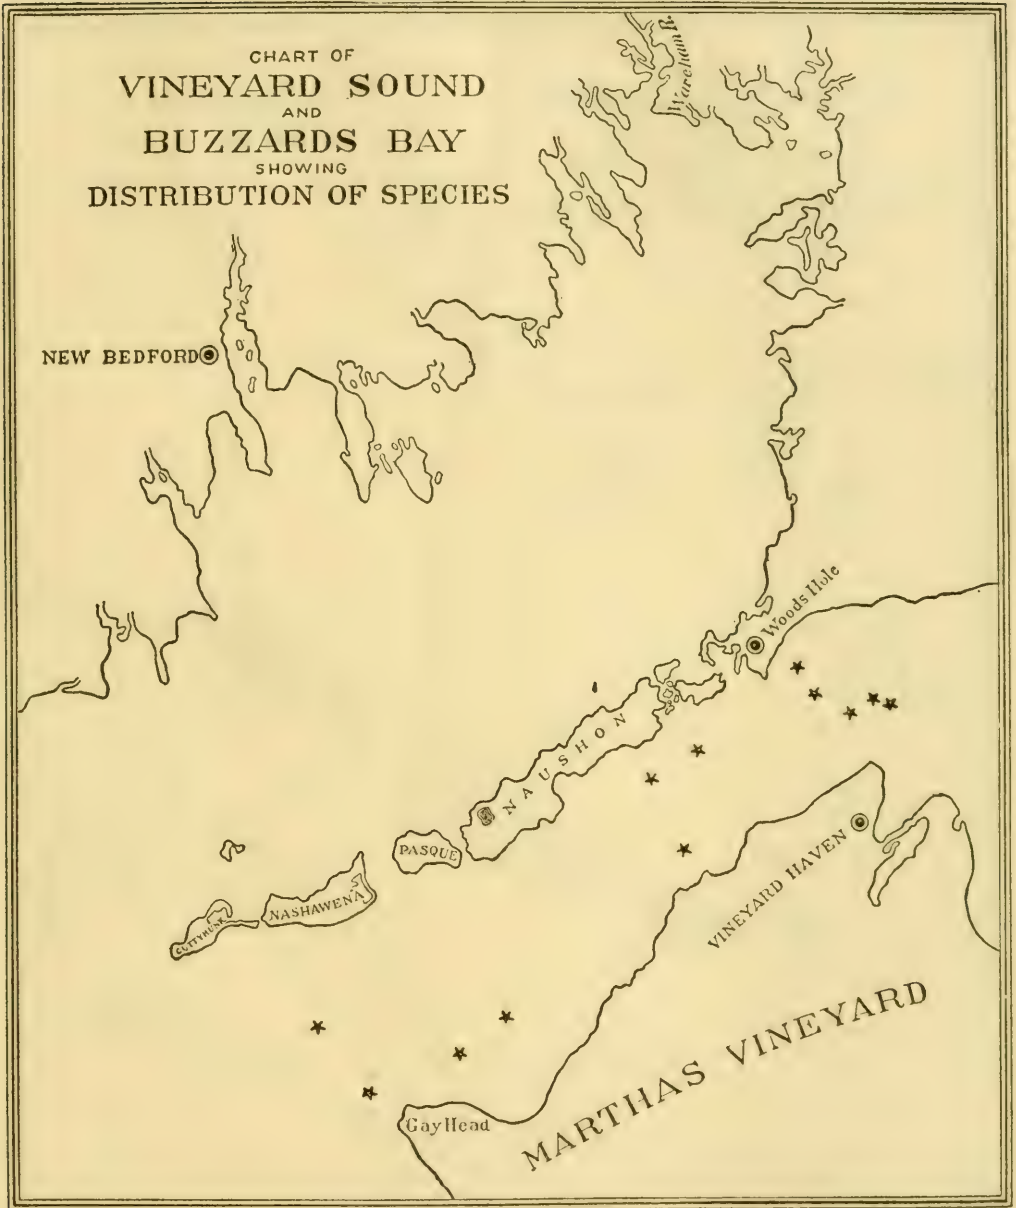 CHART OF
VINEYARD SOUND
AND
BUZZARDS BAY
SHOWING
DISTRIBUTION OF SPECIES
Wareham R.
NEW BEDFORD
Woods Hole
NAUSHON
PASQUE
NASHAWENA
CUTTYHUNK
VINEYARD HAVEN
MARTHAS VINEYARD
Gay Head